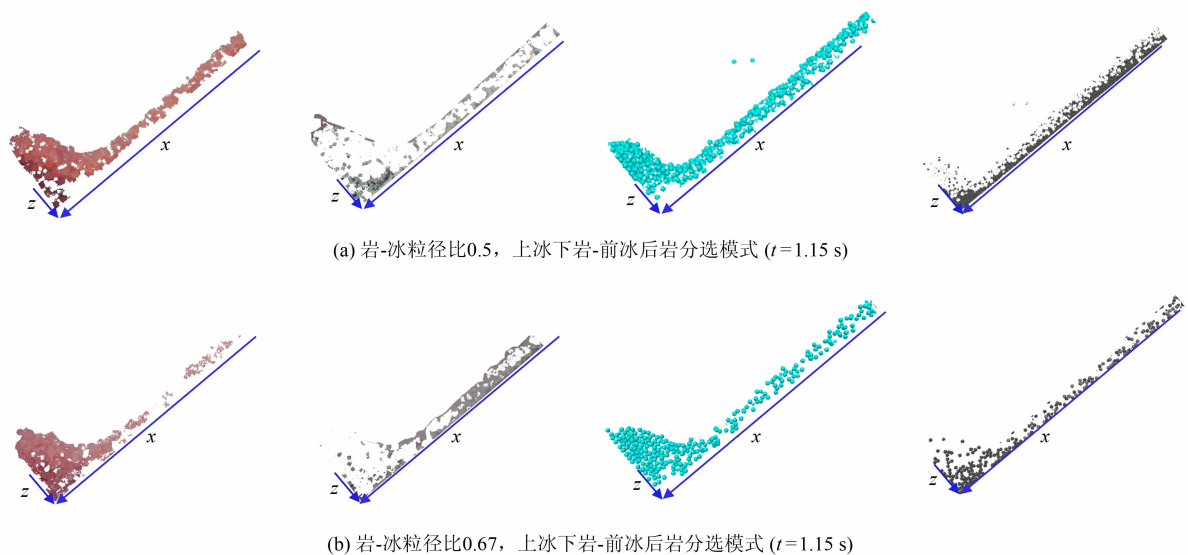 x
x
x
x
z
z
z
z
(a) 岩-冰粒径比0.5，上冰下岩-前冰后岩分选模式 (t=1.15 s)
x
x
x
x
z
z
z
z
(b) 岩-冰粒径比0.67，上冰下岩-前冰后岩分选模式 (t=1.15 s)